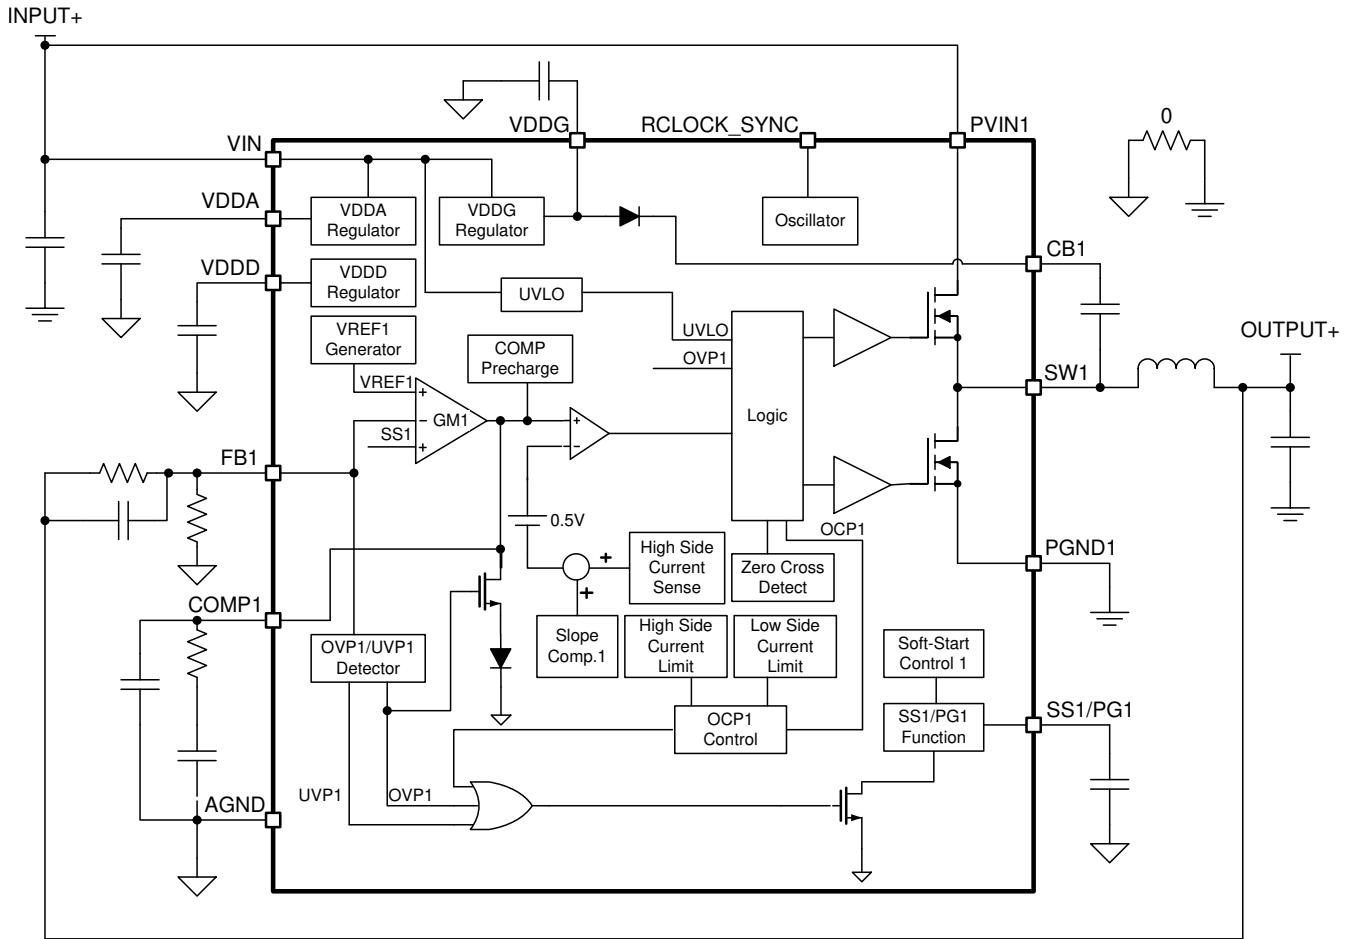 INPUT+
VDDG
RCLOCK_SYNC
PVIN1
0
VIN
VDDA
VDDA
Regulator
VDDG
Regulator
Oscillator
CB1
VDDD
VDDD
Regulator
UVLO
VREF1
Generator
COMP
Precharge
UVLO
OVP1
OUTPUT+
VREF1
+
GM1
−
SS1
+
+
−
Logic
SW1
FB1
0.5V
OCP1
High Side
Current
Sense
+
+
Zero Cross
Detect
PGND1
COMP1
OVP1/UVP1
Detector
Slope
Comp.1
High Side
Current
Limit
Low Side
Current
Limit
Soft-Start
Control 1
OCP1
Control
SS1/PG1
Function
SS1/PG1
AGND
UVP1
OVP1